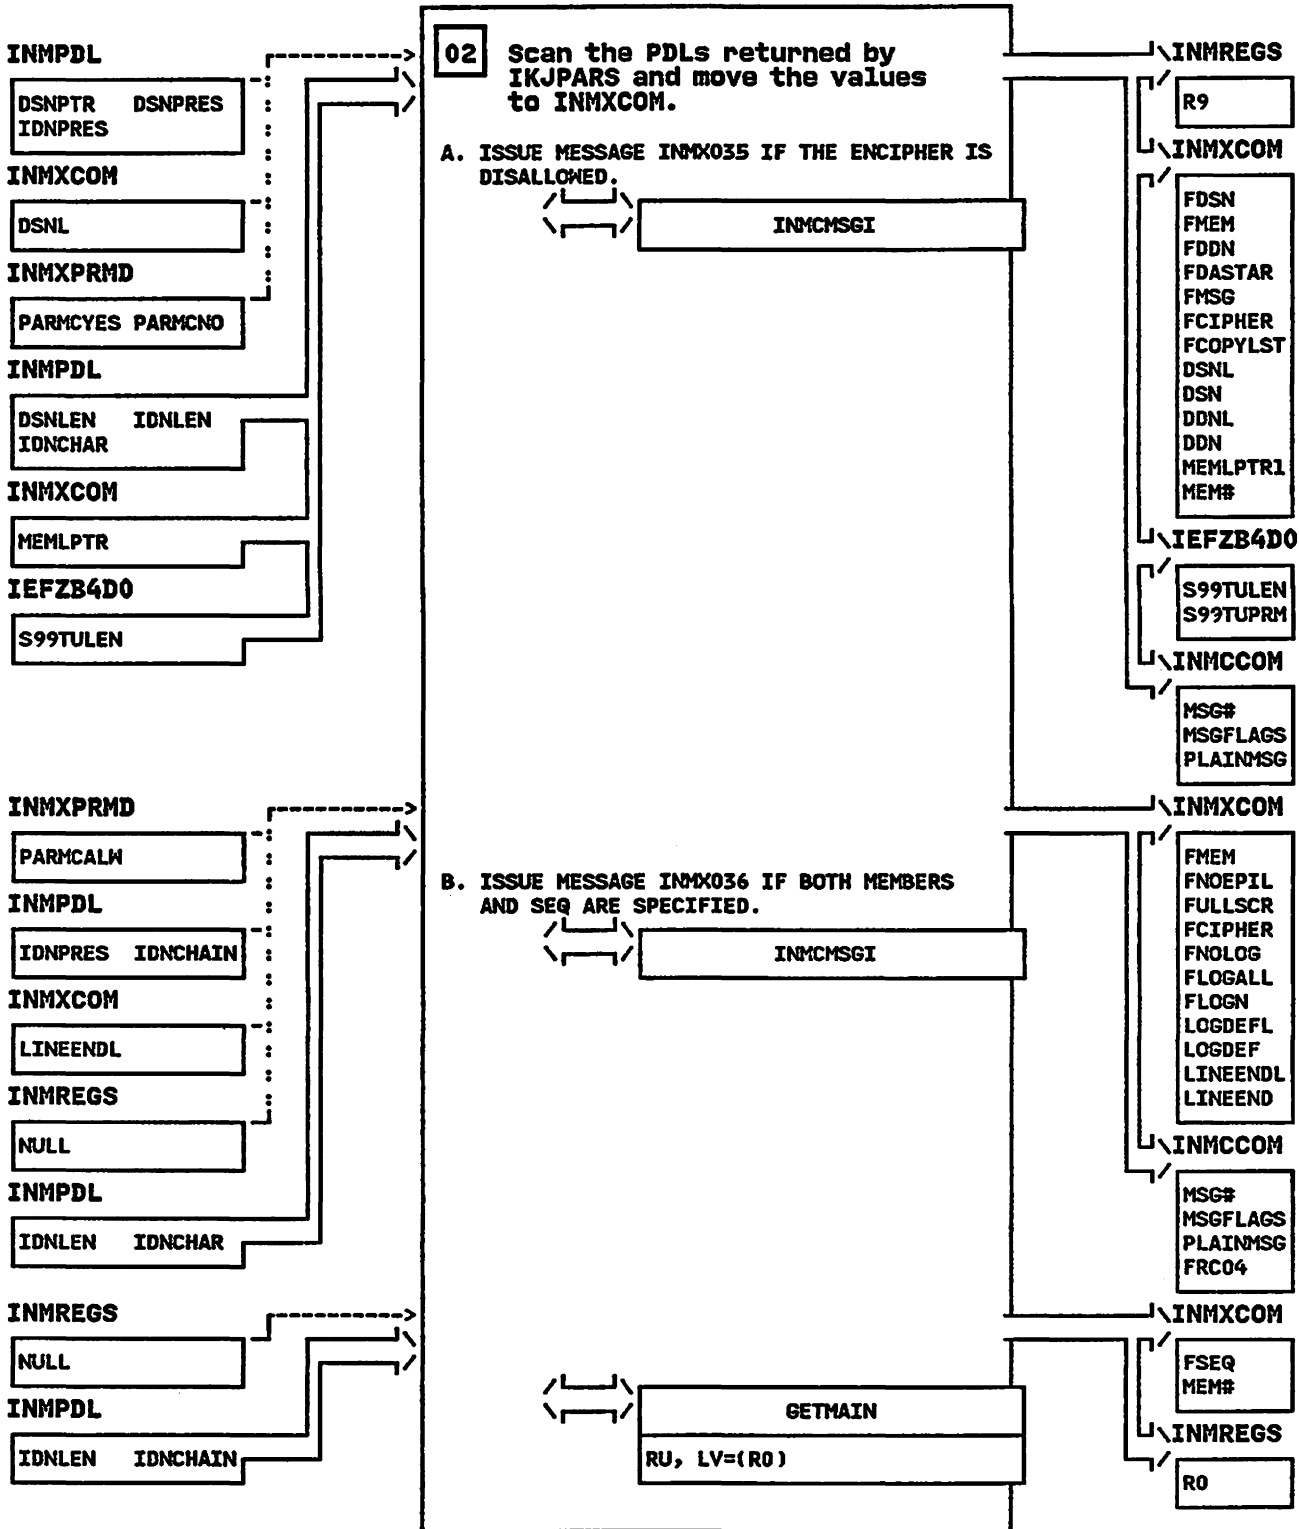 INMPDL
DSNPTR DSNPRES
IDNPRES
INMXCOM
DSNL
INMXPRMD
PARMCYES PARMCNO
INMPDL
DSNLEN IDNLEN
IDNCHAR
INMXCOM
MEMLPTR
IEFZB4D0
S99TULEN
INMXPRMD
PARMCALW
INMPDL
IDNPRES IDNCHAIN
INMXCOM
LINEENDL
INMREGS
NULL
INMPDL
IDNLEN IDNCHAR
INMREGS
NULL
INMPDL
IDNLEN IDNCHAIN
02 Scan the PDLs returned by
IKJPARS and move the values
to INMXCOM.
A. ISSUE MESSAGE INMX035 IF THE ENCIPHER IS
DISALLOWED.
INMCMSGI
B. ISSUE MESSAGE INMX036 IF BOTH MEMBERS
AND SEQ ARE SPECIFIED.
INMCMSGI
GETMAIN
RU, LV=(R0)
INMREGS
R9
INMXCOM
FDSN
FMEM
FDDN
FDASTAR
FMSG
FCIPHER
FCOPYLST
DSNL
DSN
DDNL
DDN
MEMLPTR1
MEM#
IEFZB4D0
S99TULEN
S99TUPRM
INMCCOM
MSG#
MSGFLAGS
PLAINMSG
INMXCOM
FMEM
FNOEPIL
FULLSCR
FCIPHER
FNOLOG
FLOGALL
FLOGN
LOGDEFL
LOGDEF
LINEENDL
LINEEND
INMCCOM
MSG#
MSGFLAGS
PLAINMSG
FRC04
INMXCOM
FSEQ
MEM#
INMREGS
R0